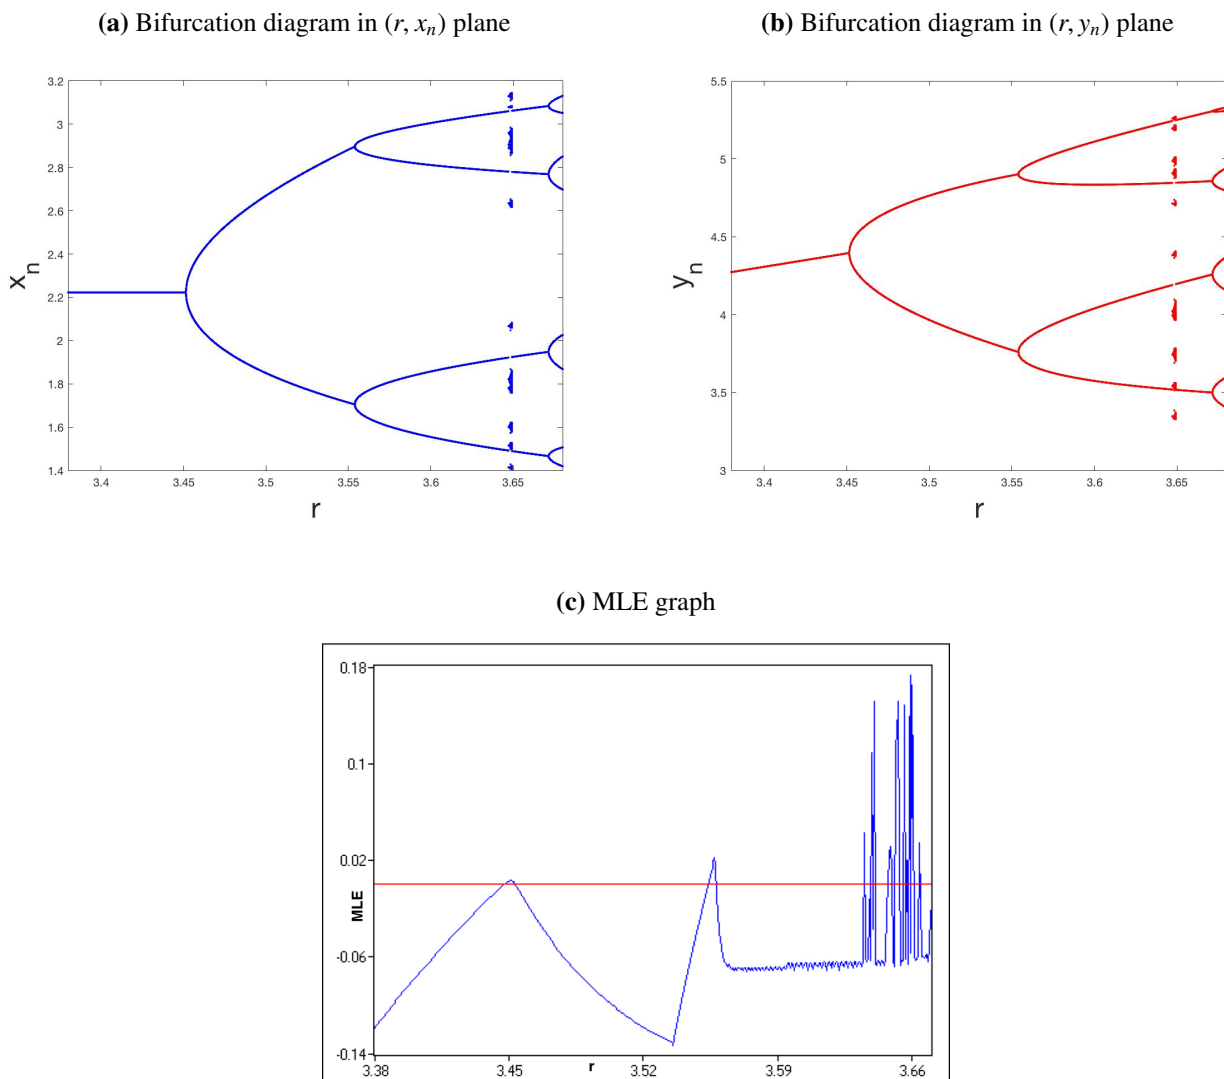 (a) Bifurcation diagram in (r, xn) plane
(b) Bifurcation diagram in (r, yn) plane
3.2
3
2.8
2.6
2.4
2.2
2
1.8
1.6
1.4
xn
3.4 3.45 3.5 3.55 3.6 3.65
r
5.5
5
4.5
4
3.5
3
yn
3.4 3.45 3.5 3.55 3.6 3.65
r
(c) MLE graph
0.18
0.1
0.02
-0.06
-0.14
MLE
3.38 3.45 r 3.52 3.59 3.66